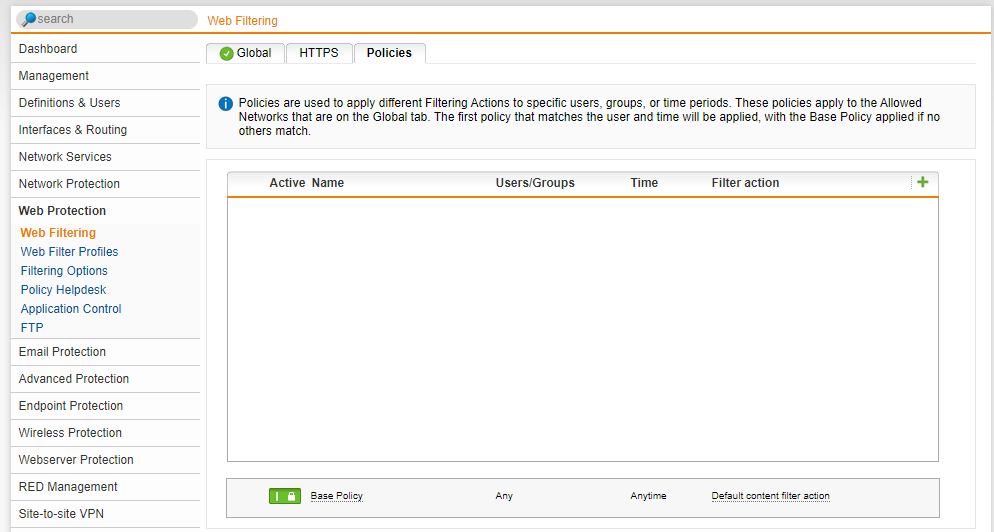 search
Web Filtering
Dashboard
Management
Definitions & Users
Interfaces & Routing
Network Services
Network Protection
Web Protection
Web Filtering
Web Filter Profiles
Filtering Options
Policy Helpdesk
Application Control
FTP
Email Protection
Advanced Protection
Endpoint Protection
Wireless Protection
Webserver Protection
RED Management
Site-to-site VPN
Global HTTPS Policies
Policies are used to apply different Filtering Actions to specific users, groups, or time periods. These policies apply to the Allowed
Networks that are on the Global tab. The first policy that matches the user and time will be applied, with the Base Policy applied if no
others match.
Active Name Users/Groups Time Filter action
Base Policy Any Anytime Default content filter action